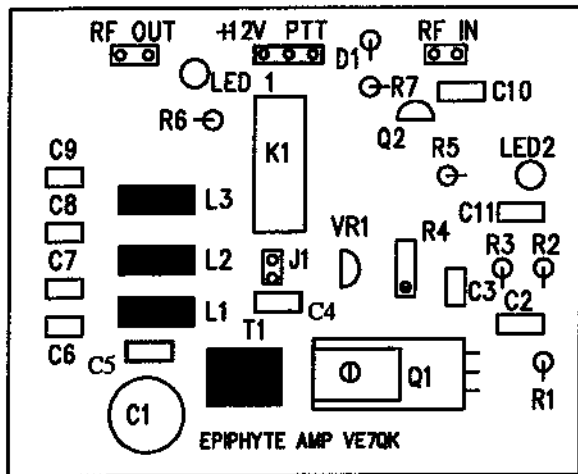 RF OUT
+12V PTT
RF IN
D1
LED 1
R7
C10
R6
Q2
K1
C9
R5
LED2
C8
L3
C11
VR1
R4
C7
L2
J1
R3
R2
C3
C6
L1
C4
C2
C5
T1
C1
Q1
R1
EPIPHYTE AMP VE7QK